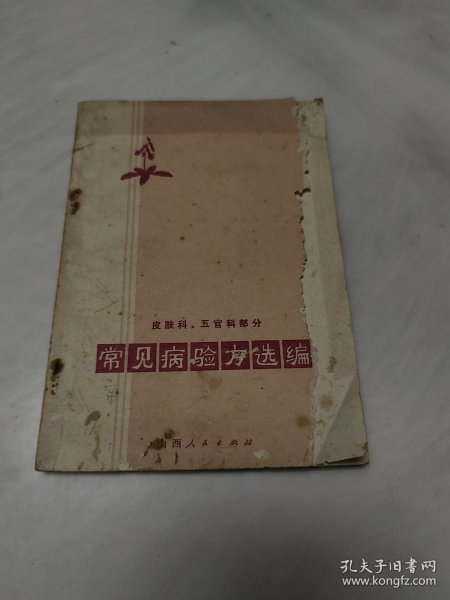 皮肤科、五官科部分
常见病验方选编
山西人民出版社
孔夫子旧书网
www.kongfz.com